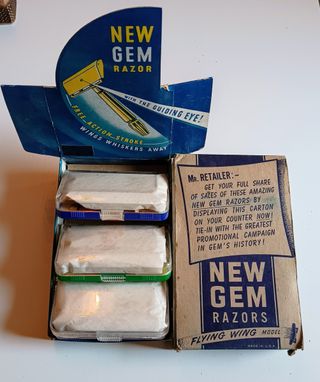 NEW
GEM
RAZOR
WITH THE GUIDING EYE!
FREE-ACTION-STROKE
WINGS WHISKERS AWAY
MR. RETAILER:-
GET YOUR FULL SHARE
OF SALES OF THESE AMAZING
NEW GEM RAZORS BY
DISPLAYING THIS CARTON
ON YOUR COUNTER NOW!
TIE-IN WITH THE GREATEST
PROMOTIONAL CAMPAIGN
IN GEM'S HISTORY!
NEW
GEM
RAZORS
FLYING WING MODEL
MADE IN U.S.A.